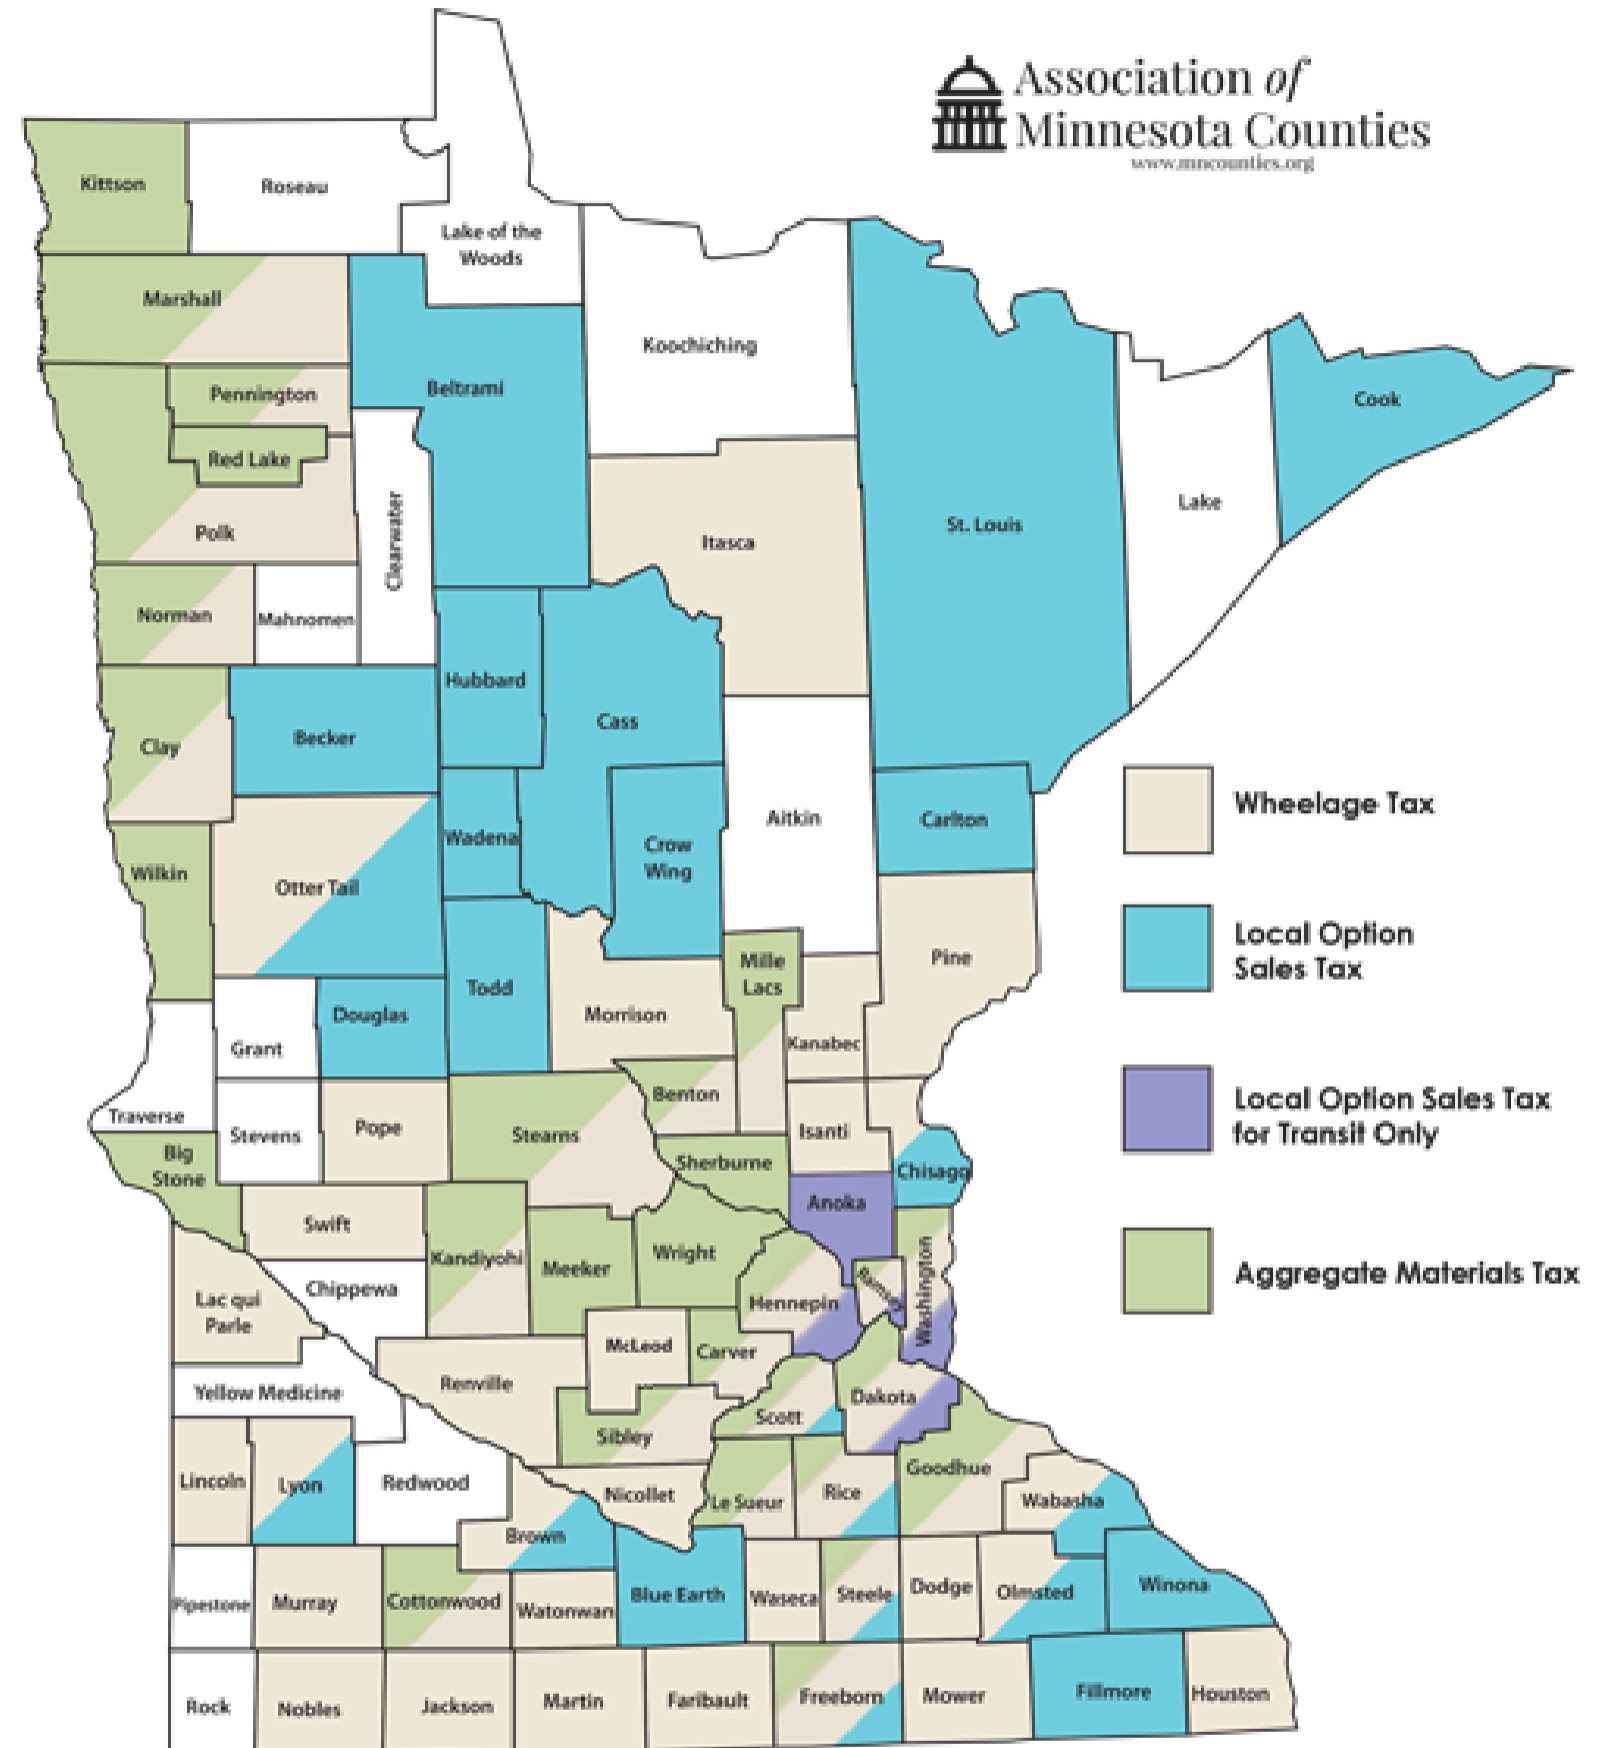 Association of
Minnesota Counties
www.mncounties.org
Kittson
Roseau
Lake of the
Woods
Marshall
Koochiching
Pennington
Beltrami
Cook
Red Lake
Lake
Polk
Clearwater
Itasca
St. Louis
Norman
Mahnomen
Hubbard
Cass
Clay
Becker
Wheelage Tax
Wadena
Crow
Wing
Aitkin
Carlton
Wilkin
Otter Tail
Local Option
Sales Tax
Pine
Mille
Lacs
Todd
Douglas
Morrison
Grant
Kanabec
Local Option Sales Tax
for Transit Only
Traverse
Benton
Stevens
Pope
Stearns
Isanti
Big
Stone
Sherburne
Chisago
Anoka
Swift
Kandiyohi
Meeker
Wright
Aggregate Materials Tax
Chippewa
Lac qui
Parle
Hennepin
Ramsey
Washington
McLeod
Carver
Yellow Medicine
Renville
Dakota
Scott
Sibley
Lincoln
Lyon
Redwood
Nicollet
Le Sueur
Rice
Goodhue
Wabasha
Brown
Pipestone
Murray
Cottonwood
Watonwan
Blue Earth
Waseca
Steele
Dodge
Olmsted
Winona
Rock
Nobles
Jackson
Martin
Faribault
Freeborn
Mower
Fillmore
Houston